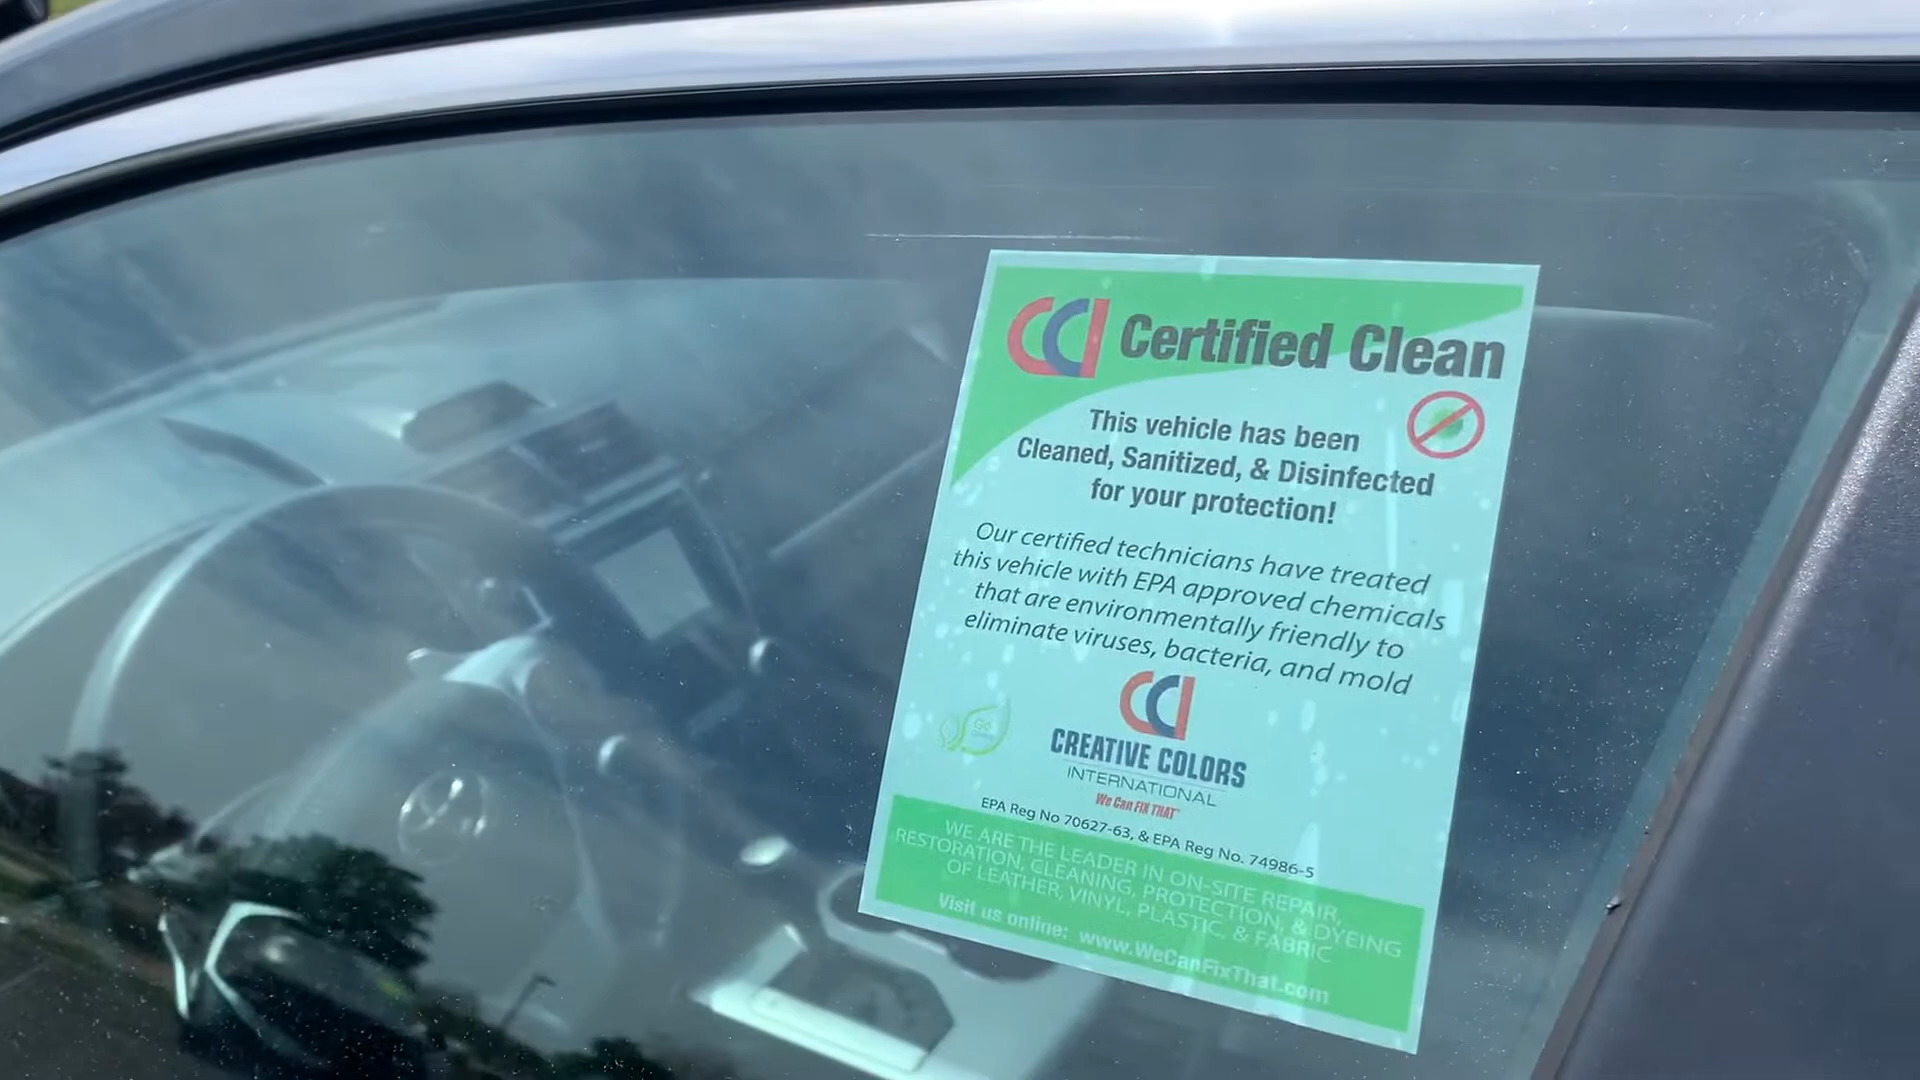 CCI Certified Clean
This vehicle has been
Cleaned, Sanitized, & Disinfected
for your protection!
Our certified technicians have treated
this vehicle with EPA approved chemicals
that are environmentally friendly to
eliminate viruses, bacteria, and mold
Go
CCI
CREATIVE COLORS
INTERNATIONAL
We Can FIX THAT™
EPA Reg No 70627-63, & EPA Reg No. 74986-5
WE ARE THE LEADER IN ON-SITE REPAIR,
RESTORATION, CLEANING, PROTECTION, & DYEING
OF LEATHER, VINYL, PLASTIC, & FABRIC
Visit us online: www.WeCanFixThat.com